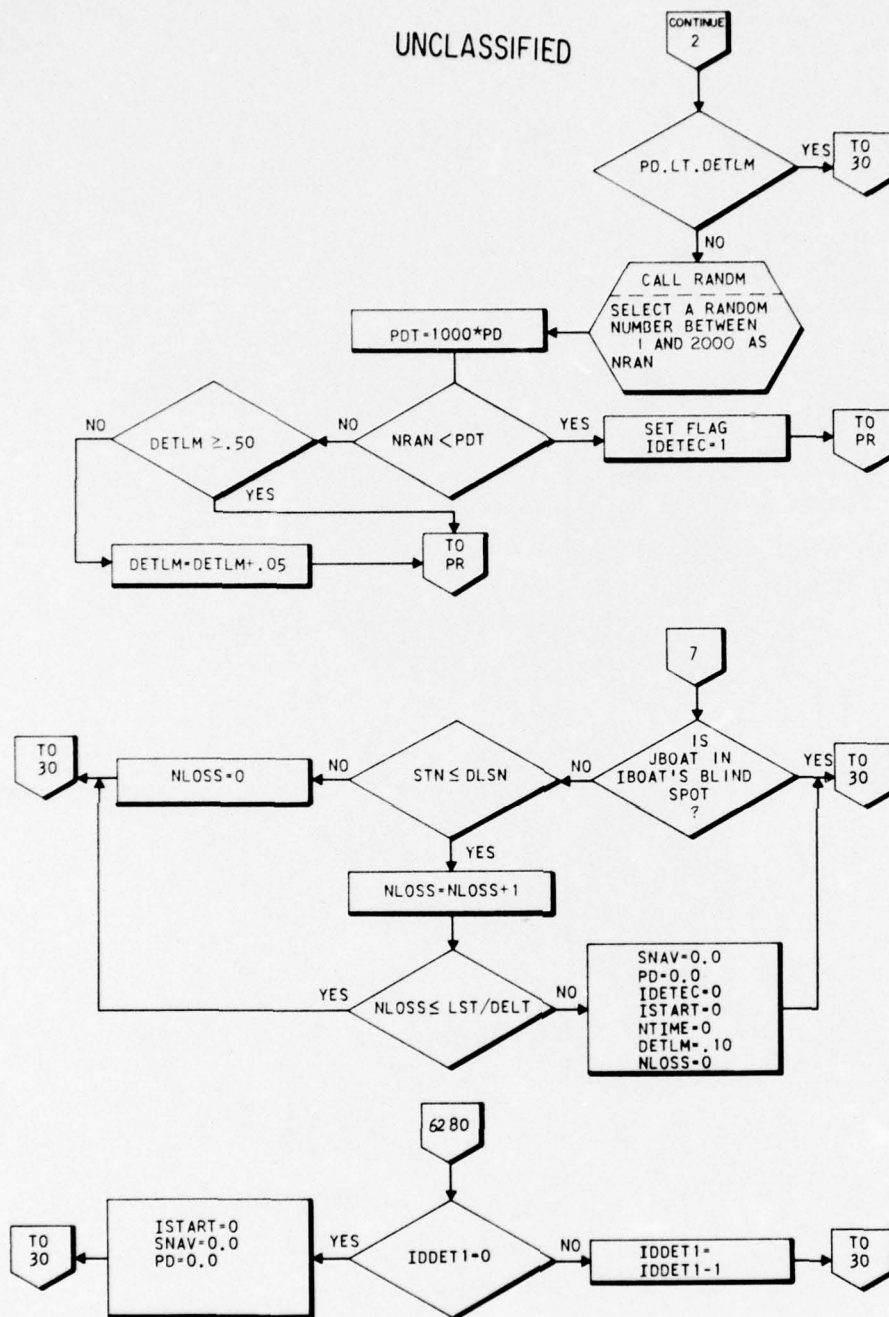 UNCLASSIFIED
CONTINUE
2
PD.LT.DETLM
YES
TO
30
NO
CALL RANDM
SELECT A RANDOM
NUMBER BETWEEN
1 AND 2000 AS
NRAN
PDT=1000*PD
NO
DETLM ≥.50
NO
NRAN < PDT
YES
SET FLAG
IDETEC=1
TO
PR
YES
DETLM=DETLM+.05
TO
PR
7
TO
30
NLOSS=0
NO
STN ≤ DLSN
NO
IS
JBOAT IN
IBOAT'S BLIND
SPOT
?
YES
TO
30
YES
NLOSS=NLOSS+1
YES
NLOSS ≤ LST/DELT
NO
SNAV=0.0
PD=0.0
IDETEC=0
ISTART=0
NTIME=0
DETLM=.10
NLOSS=0
6280
TO
30
ISTART=0
SNAV=0.0
PD=0.0
YES
IDDET1=0
NO
IDDET1=
IDDET1-1
TO
30